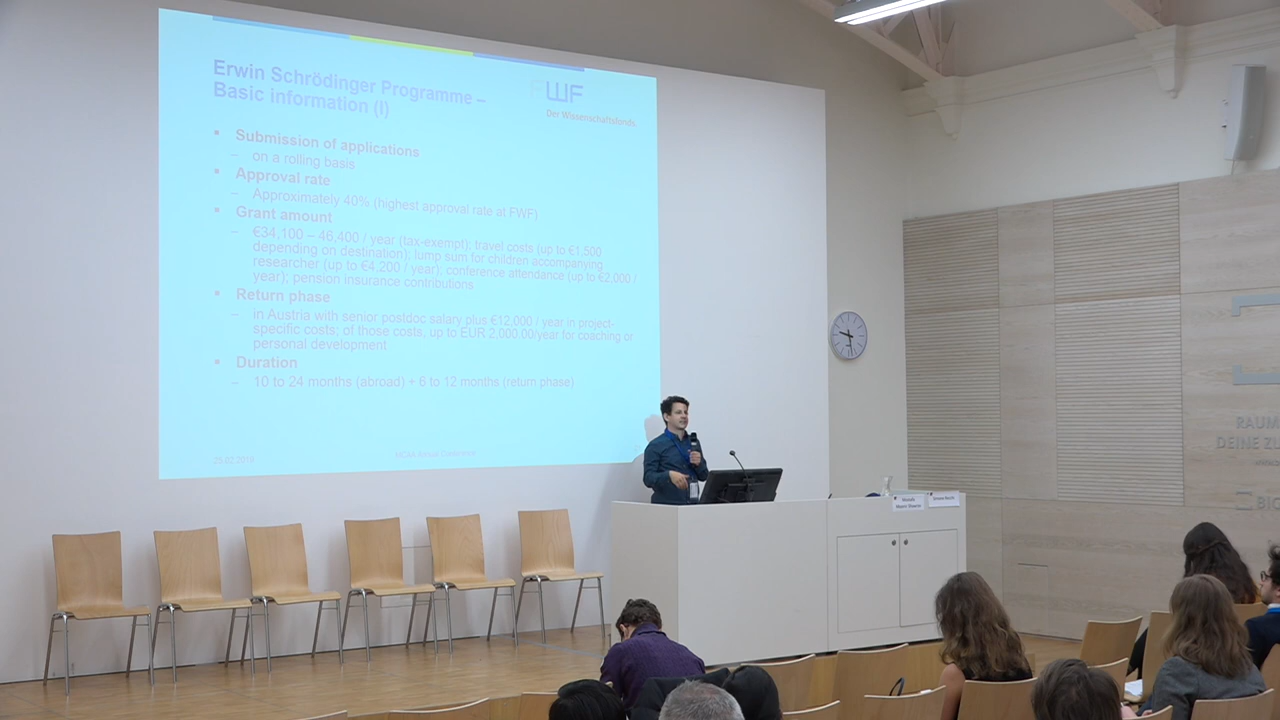 Erwin Schrödinger Programme –
Basic information (I)
FWF
Der Wissenschaftsfonds.
▪ Submission of applications
– on a rolling basis
▪ Approval rate
– Approximately 40% (highest approval rate at FWF)
▪ Grant amount
– €34,100 – 46,400 / year (tax-exempt); travel costs (up to €1,500
depending on destination); lump sum for children accompanying
researcher (up to €4,200 / year); conference attendance (up to €2,000 /
year); pension insurance contributions
▪ Return phase
– in Austria with senior postdoc salary plus €12,000 / year in project-
specific costs; of those costs, up to EUR 2,000.00/year for coaching or
personal development
▪ Duration
– 10 to 24 months (abroad) + 6 to 12 months (return phase)
MCAA Annual Conference
RAUM
DEINE ZU